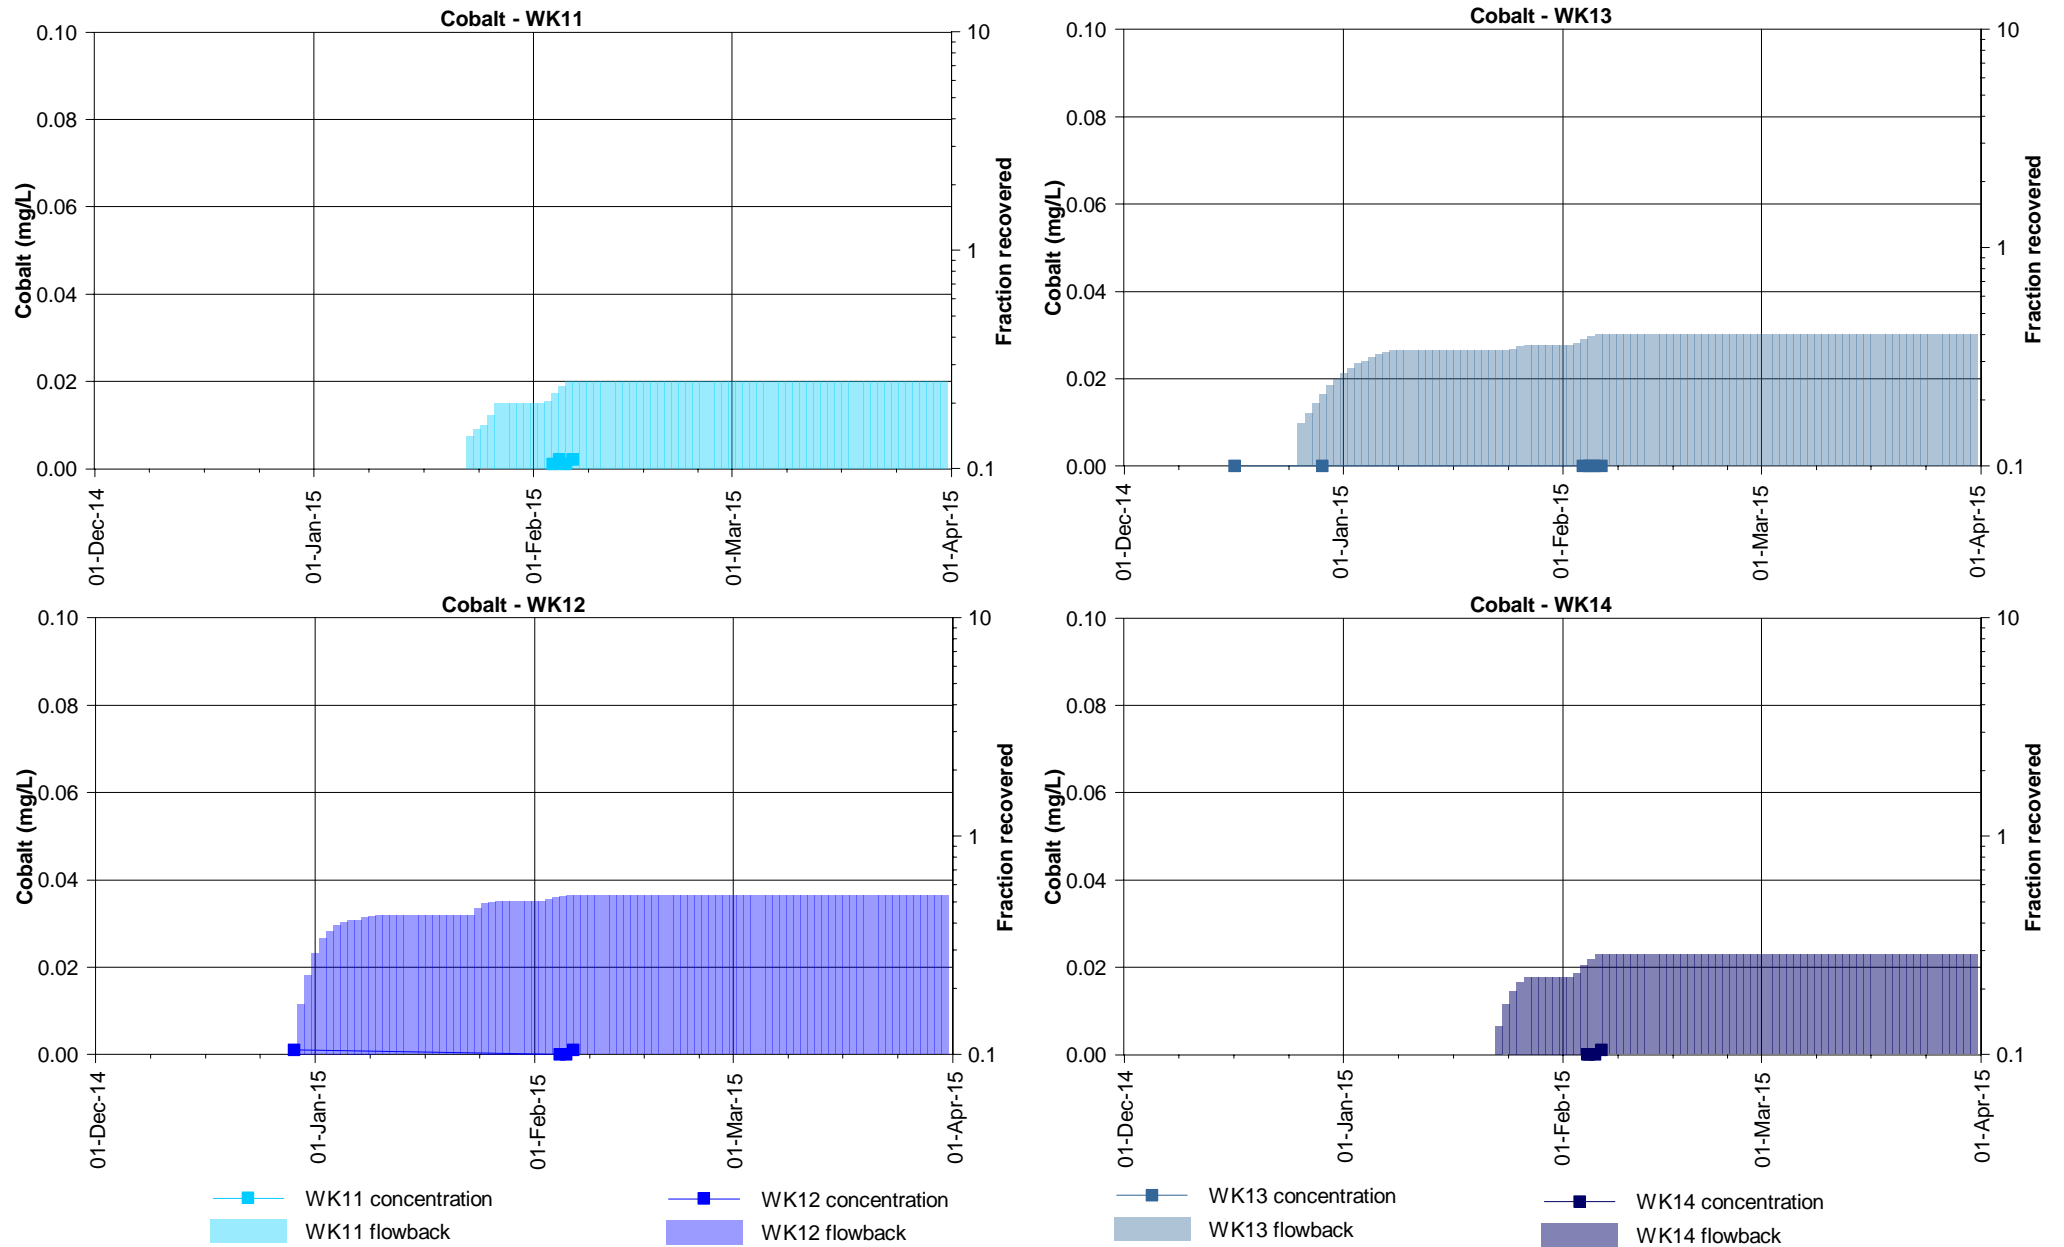 Cobalt - WK11
0.10
0.08
0.06
0.04
0.02
0.00
Cobalt (mg/L)
10
1
0.1
Fraction recovered
01-Dec-14
01-Jan-15
01-Feb-15
01-Mar-15
01-Apr-15
Cobalt - WK13
0.10
0.08
0.06
0.04
0.02
0.00
Cobalt (mg/L)
10
1
0.1
Fraction recovered
01-Dec-14
01-Jan-15
01-Feb-15
01-Mar-15
01-Apr-15
Cobalt - WK12
0.10
0.08
0.06
0.04
0.02
0.00
Cobalt (mg/L)
10
1
0.1
Fraction recovered
01-Dec-14
01-Jan-15
01-Feb-15
01-Mar-15
01-Apr-15
Cobalt - WK14
0.10
0.08
0.06
0.04
0.02
0.00
Cobalt (mg/L)
10
1
0.1
Fraction recovered
01-Dec-14
01-Jan-15
01-Feb-15
01-Mar-15
01-Apr-15
WK11 concentration
WK11 flowback
WK12 concentration
WK12 flowback
WK13 concentration
WK13 flowback
WK14 concentration
WK14 flowback